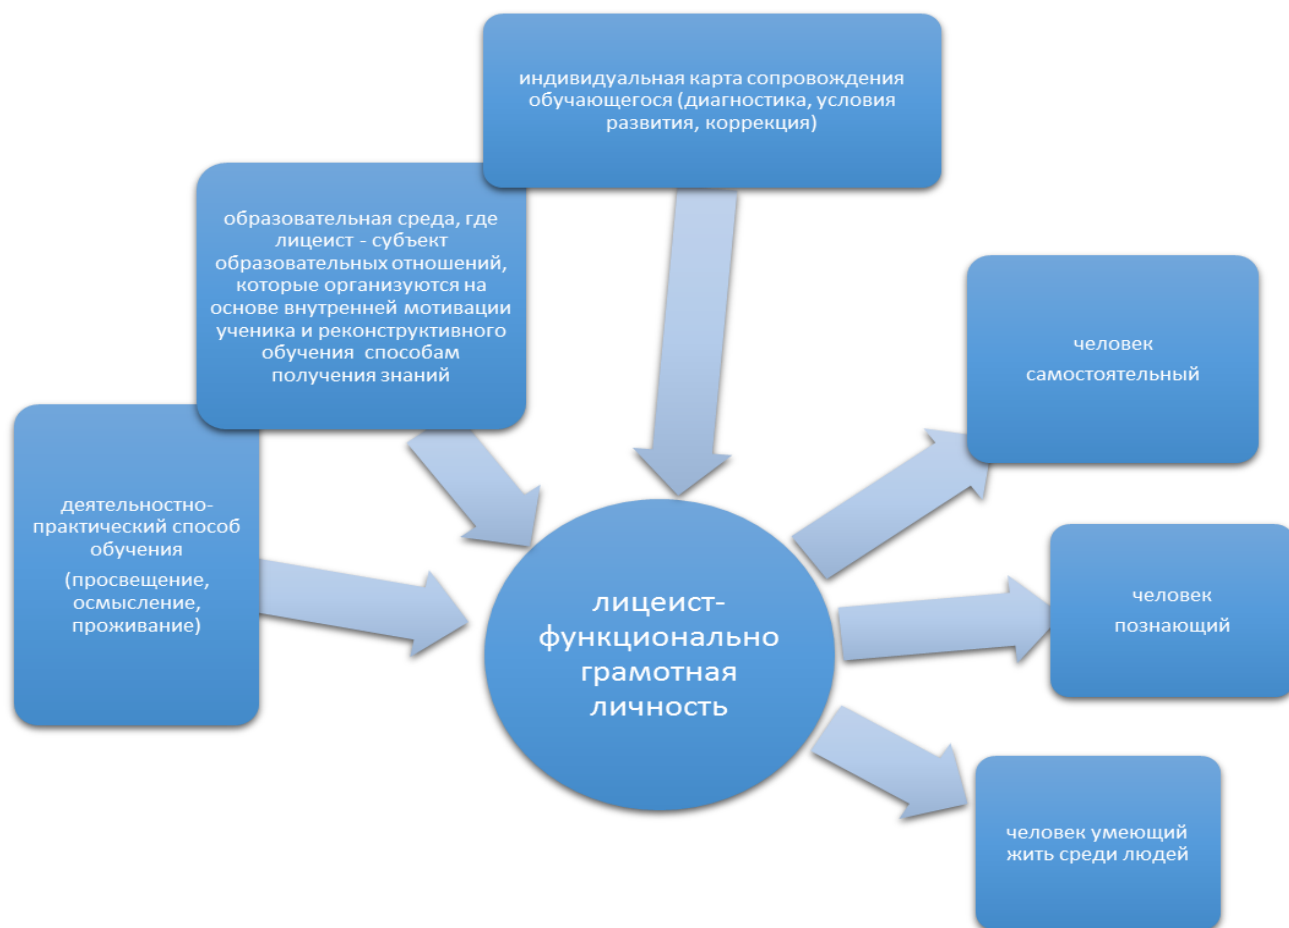 индивидуальная карта сопровождения
обучающегося (диагностика, условия
развития, коррекция)
образовательная среда, где
лицеист - субъект
образовательных отношений,
которые организуются на
основе внутренней мотивации
ученика и реконструктивного
обучения способам
получения знаний
деятельностно-
практический способ
обучения
(просвещение,
осмысление,
проживание)
лицеист-
функционально
грамотная
личность
человек
самостоятельный
человек
познающий
человек умеющий
жить среди людей